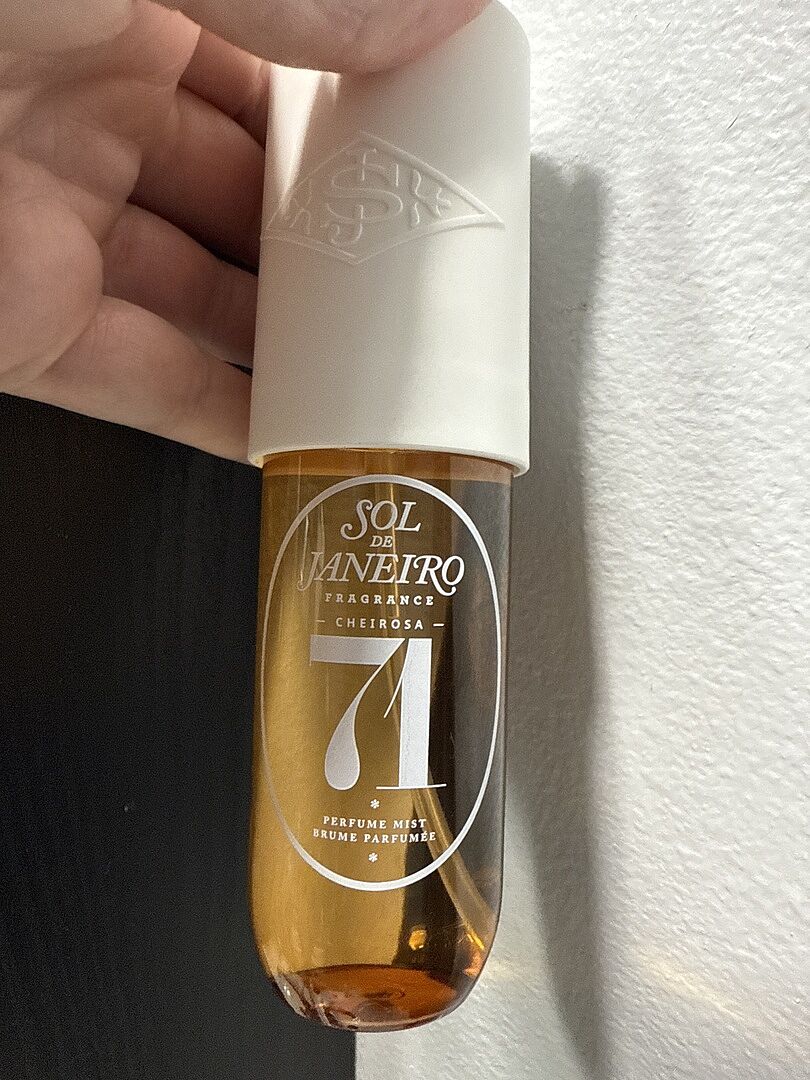 SOL
DE
JANEIRO
FRAGRANCE
— CHEIROSA —
71
*
PERFUME MIST
BRUME PARFUMÉE
*